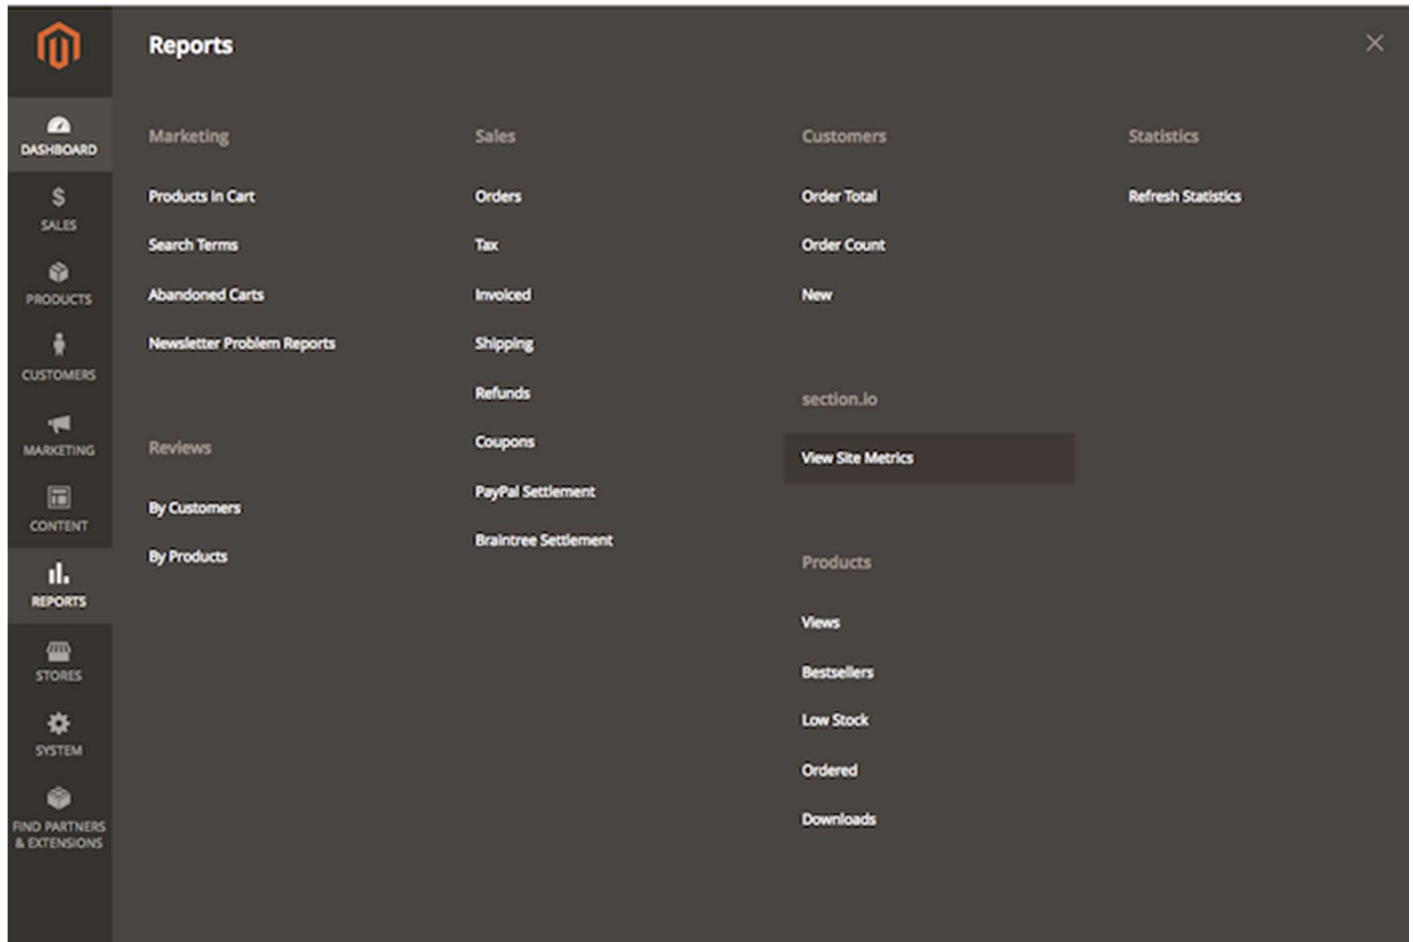 Reports
DASHBOARD
SALES
PRODUCTS
CUSTOMERS
MARKETING
CONTENT
REPORTS
STORES
SYSTEM
FIND PARTNERS
& EXTENSIONS
Marketing
Products in Cart
Search Terms
Abandoned Carts
Newsletter Problem Reports
Reviews
By Customers
By Products
Sales
Orders
Tax
Invoiced
Shipping
Refunds
Coupons
PayPal Settlement
Braintree Settlement
Customers
Order Total
Order Count
New
section.io
View Site Metrics
Products
Views
Bestsellers
Low Stock
Ordered
Downloads
Statistics
Refresh Statistics